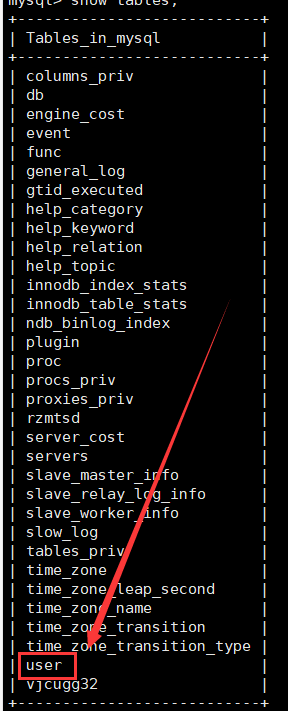 mysql> show tables;
+---------------------------+
| Tables_in_mysql |
+---------------------------+
| columns_priv |
| db |
| engine_cost |
| event |
| func |
| general_log |
| gtid_executed |
| help_category |
| help_keyword |
| help_relation |
| help_topic |
| innodb_index_stats |
| innodb_table_stats |
| ndb_binlog_index |
| plugin |
| proc |
| procs_priv |
| proxies_priv |
| rzmtsd |
| server_cost |
| servers |
| slave_master_info |
| slave_relay_log_info |
| slave_worker_info |
| slow_log |
| tables_priv |
| time_zone |
| time_zone_leap_second |
| time_zone_name |
| time_zone_transition |
| time_zone_transition_type |
| user |
| vjcugg32 |
+---------------------------+